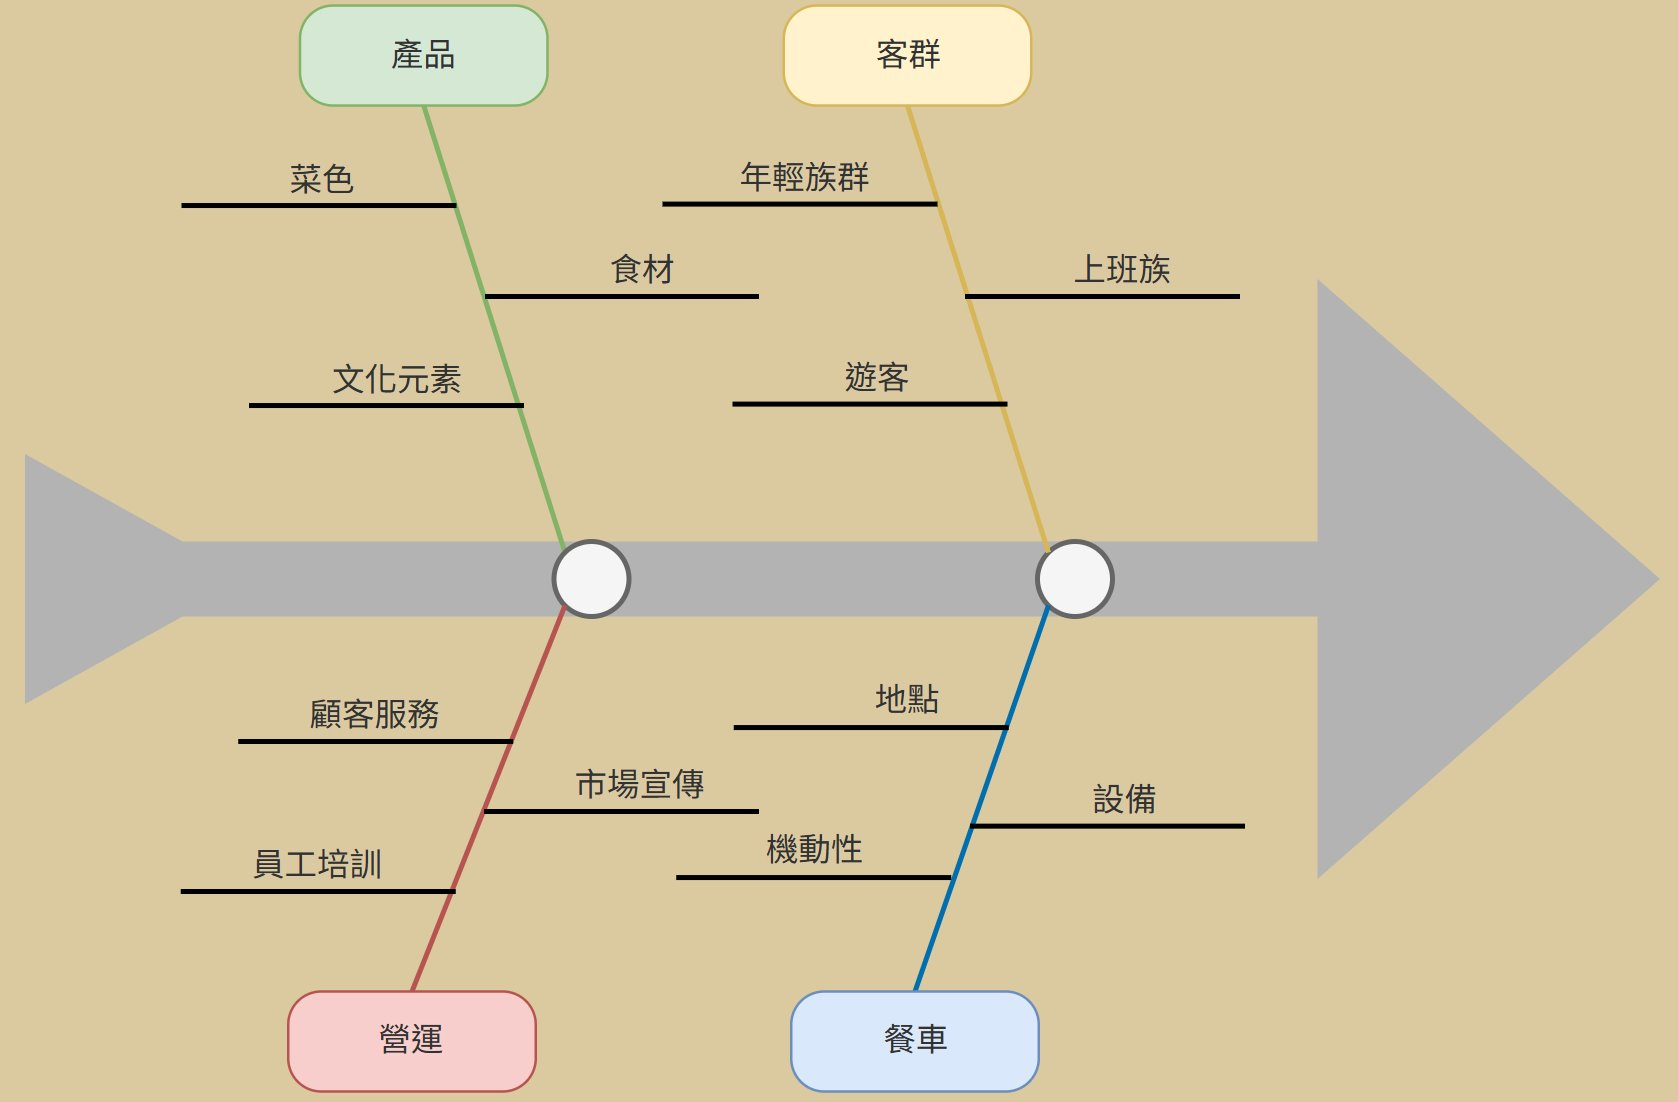 產品
客群
菜色
年輕族群
食材
上班族
文化元素
遊客
顧客服務
地點
市場宣傳
設備
員工培訓
機動性
營運
餐車